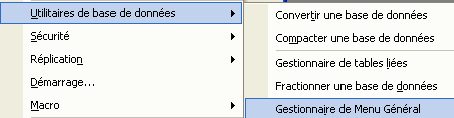 Utilitaires de base de données
Sécurité
Réplication
Démarrage...
Macro
Convertir une base de données
Compacter une base de données
Gestionnaire de tables liées
Fractionner une base de données
Gestionnaire de Menu Général